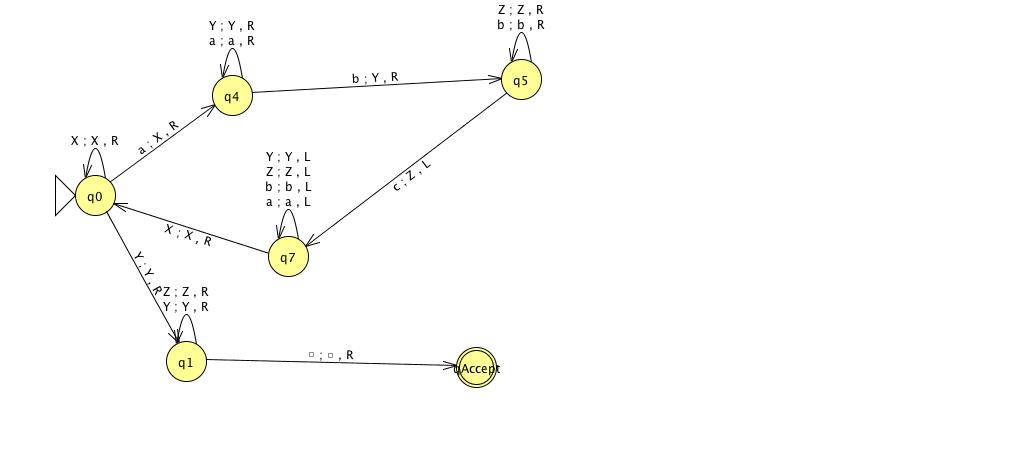 Z ; Z , R
b ; b , R
Y ; Y , R
a ; a , R
q5
b ; Y , R
q4
a ; X , R
X ; X , R
Y ; Y , L
Z ; Z , L
b ; b , L
a ; a , L
c ; Z , L
q0
X ; X , R
q7
Y ; Y , R
Z ; Z , R
Y ; Y , R
□ ; □ , R
q1
qAccept